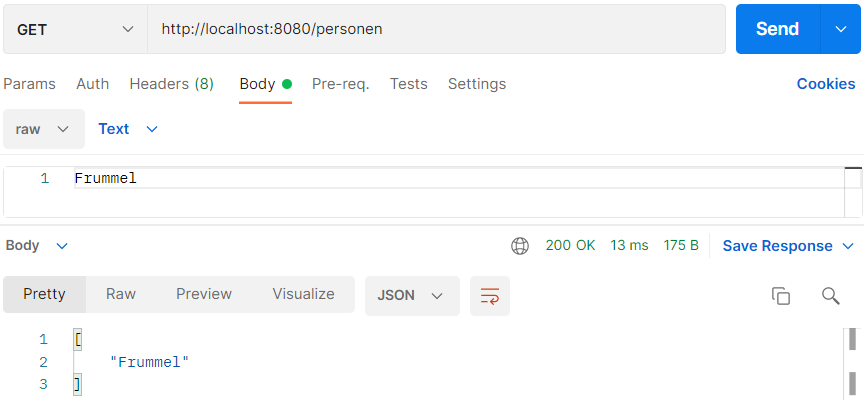 GET http://localhost:8080/personen Send
Params Auth Headers (8) Body Pre-req. Tests Settings Cookies
raw Text
1 Frummel
Body 200 OK 13 ms 175 B Save Response
Pretty Raw Preview Visualize JSON
1 [
2 "Frummel"
3 ]